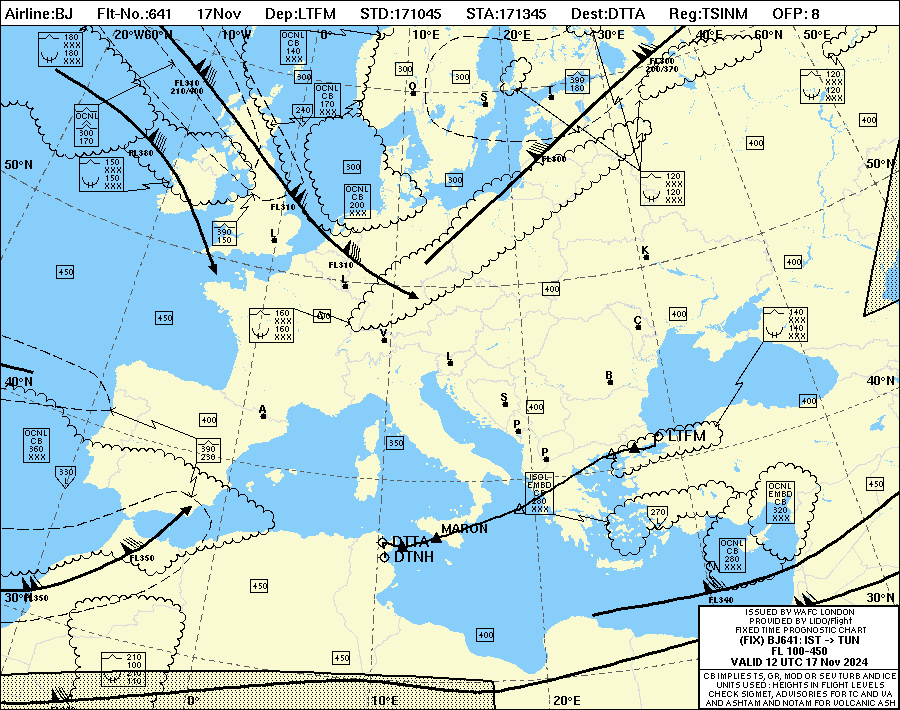 Airline:BJ Flt-No.:641 17Nov Dep:LTFM STD:171045 STA:171345 Dest:DTTA Reg:TSINM OFP: 8
20°W60°N 10°W 0° 10°E 20°E 30°E 40°E 60°N 50°E
180
XXX
180
XXX
OCNL
CB
140
XXX
FL310
210/400
300
300
300
390
180
FL300
200/370
120
XXX
120
XXX
OCNL
CB
170
XXX
240
O
S
T
OCNL
300
170
400
FL380
400
FL300
50°N
150
XXX
150
XXX
300
300
50°N
120
XXX
120
XXX
OCNL
CB
200
XXX
FL310
390
150
L
FL310
K
450
L
400
400
450
160
XXX
160
XXX
400
V
C
400
140
XXX
140
XXX
L
40°N
B
40°N
A
400
S
400
400
P
350
LTFM
OCNL
CB
360
XXX
390
230
P
330
ISOL
EMBD
CB
280
XXX
450
OCNL
EMBD
CB
320
XXX
270
MARON
DTTA
DTNH
FL350
OCNL
CB
280
XXX
450
FL340
30°N
FL350
30°N
400
450
210
100
210
110
0°
10°E
20°E
ISSUED BY WAFC LONDON
PROVIDED BY LIDO/Flight
FIXED TIME PROGNOSTIC CHART
(FIX) BJ641: IST -> TUN
FL 100-450
VALID 12 UTC 17 Nov 2024
CB IMPLIES TS, GR, MOD OR SEV TURB AND ICE
UNITS USED : HEIGHTS IN FLIGHT LEVELS
CHECK SIGMET, ADVISORIES FOR TC AND VA
AND ASHTAM AND NOTAM FOR VOLCANIC ASH